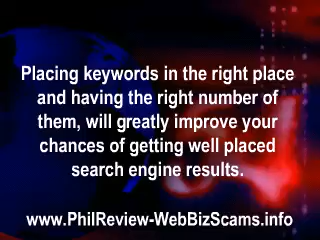 Placing keywords in the right place
and having the right number of
them, will greatly improve your
chances of getting well placed
search engine results.
www.PhilReview-WebBizScams.info